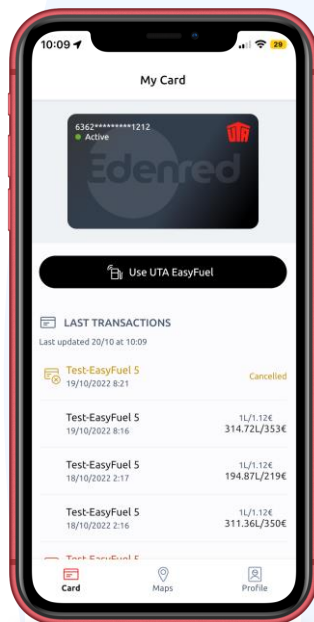 10:09
29
My Card
6362*********1212
Active
UTA
Edenred
Use UTA EasyFuel
LAST TRANSACTIONS
Last updated 20/10 at 10:09
Test-EasyFuel 5
Cancelled
19/10/2022 8:21
Test-EasyFuel 5
1L/1.12€
19/10/2022 8:16
314.72L/353€
Test-EasyFuel 5
1L/1.12€
18/10/2022 2:17
194.87L/219€
Test-EasyFuel 5
1L/1.12€
18/10/2022 2:16
311.36L/350€
Test-EasyFuel 5
Card
Maps
Profile